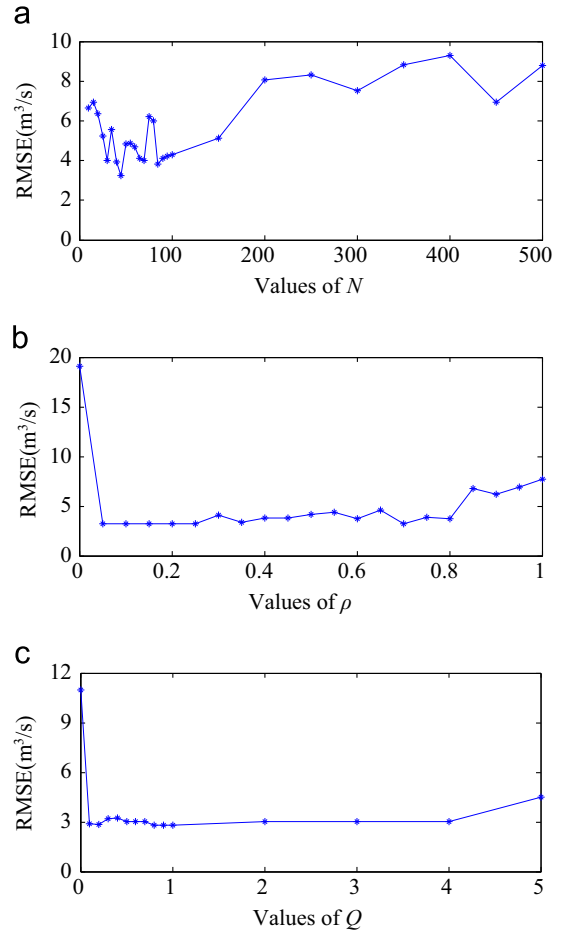 a
10
8
6
4
2
0
RMSE(m³/s)
0 100 200 300 400 500
Values of N
b
20
15
10
5
0
RMSE(m³/s)
0 0.2 0.4 0.6 0.8 1
Values of ρ
c
12
9
6
3
0
RMSE(m³/s)
0 1 2 3 4 5
Values of Q